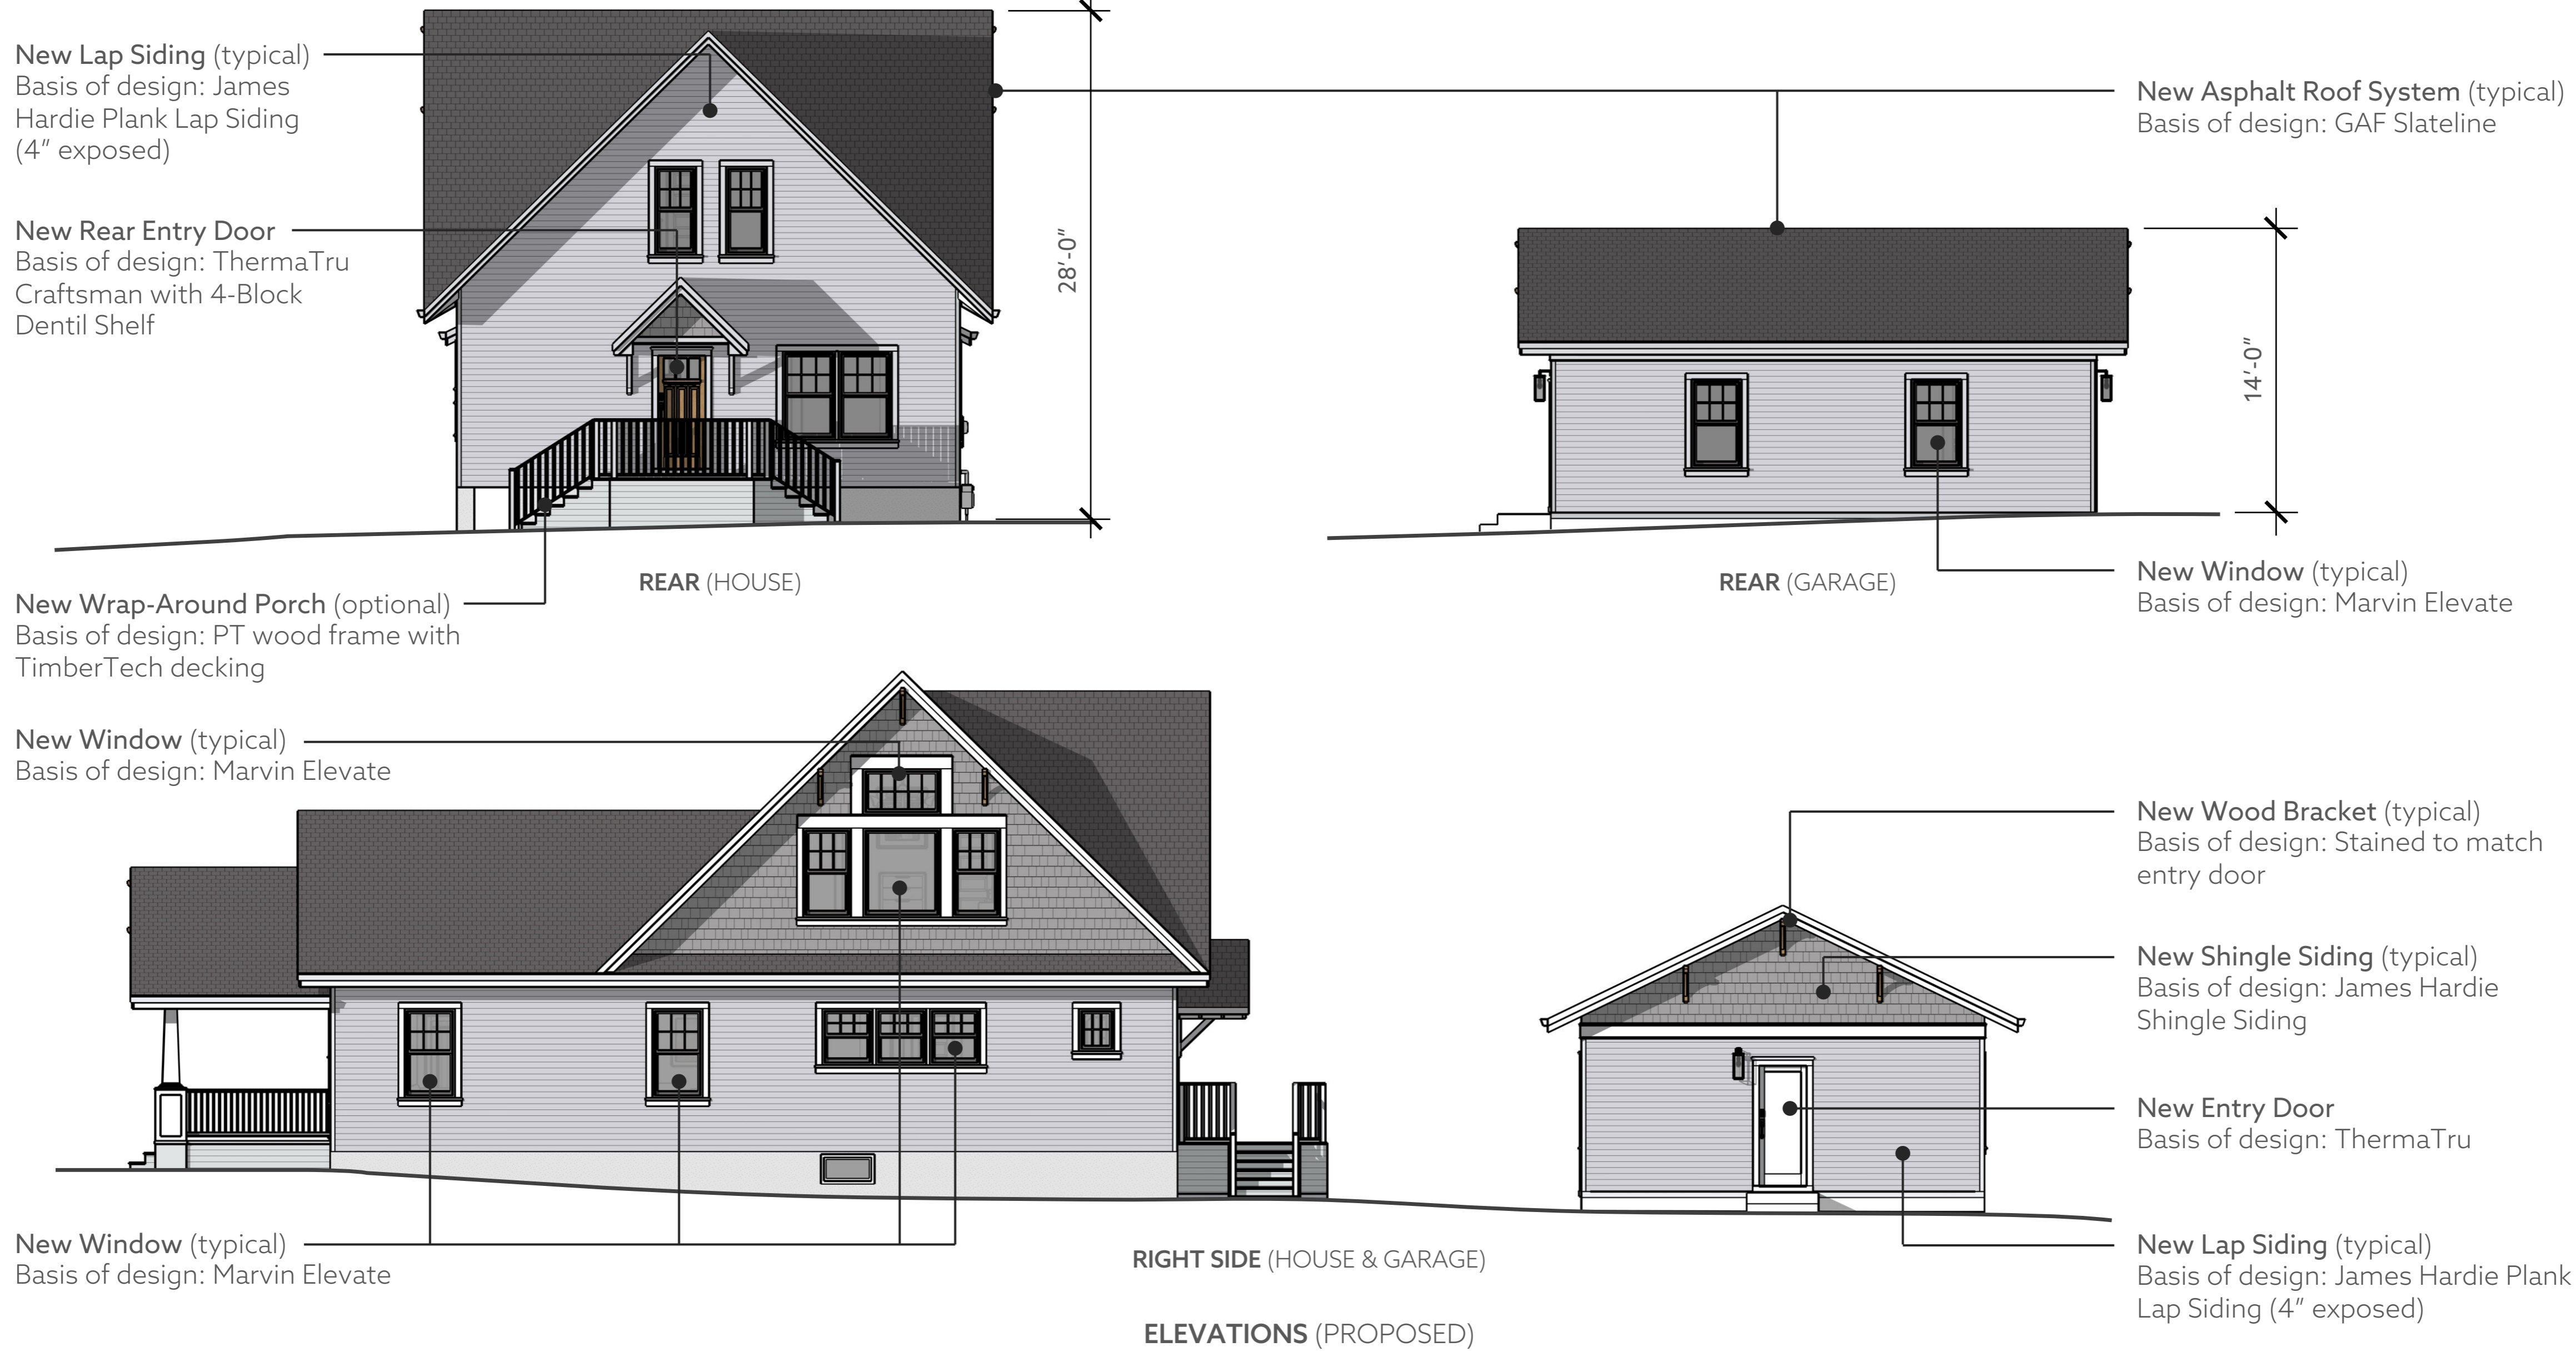 New Lap Siding (typical)
Basis of design: James
Hardie Plank Lap Siding
(4” exposed)
New Rear Entry Door
Basis of design: ThermaTru
Craftsman with 4-Block
Dentil Shelf
New Wrap-Around Porch (optional)
Basis of design: PT wood frame with
TimberTech decking
28’-0”
REAR (HOUSE)
New Asphalt Roof System (typical)
Basis of design: GAF Slateline
14’-0”
REAR (GARAGE)
New Window (typical)
Basis of design: Marvin Elevate
New Window (typical)
Basis of design: Marvin Elevate
New Window (typical)
Basis of design: Marvin Elevate
New Wood Bracket (typical)
Basis of design: Stained to match
entry door
New Shingle Siding (typical)
Basis of design: James Hardie
Shingle Siding
New Entry Door
Basis of design: ThermaTru
New Lap Siding (typical)
Basis of design: James Hardie Plank
Lap Siding (4” exposed)
RIGHT SIDE (HOUSE & GARAGE)
ELEVATIONS (PROPOSED)